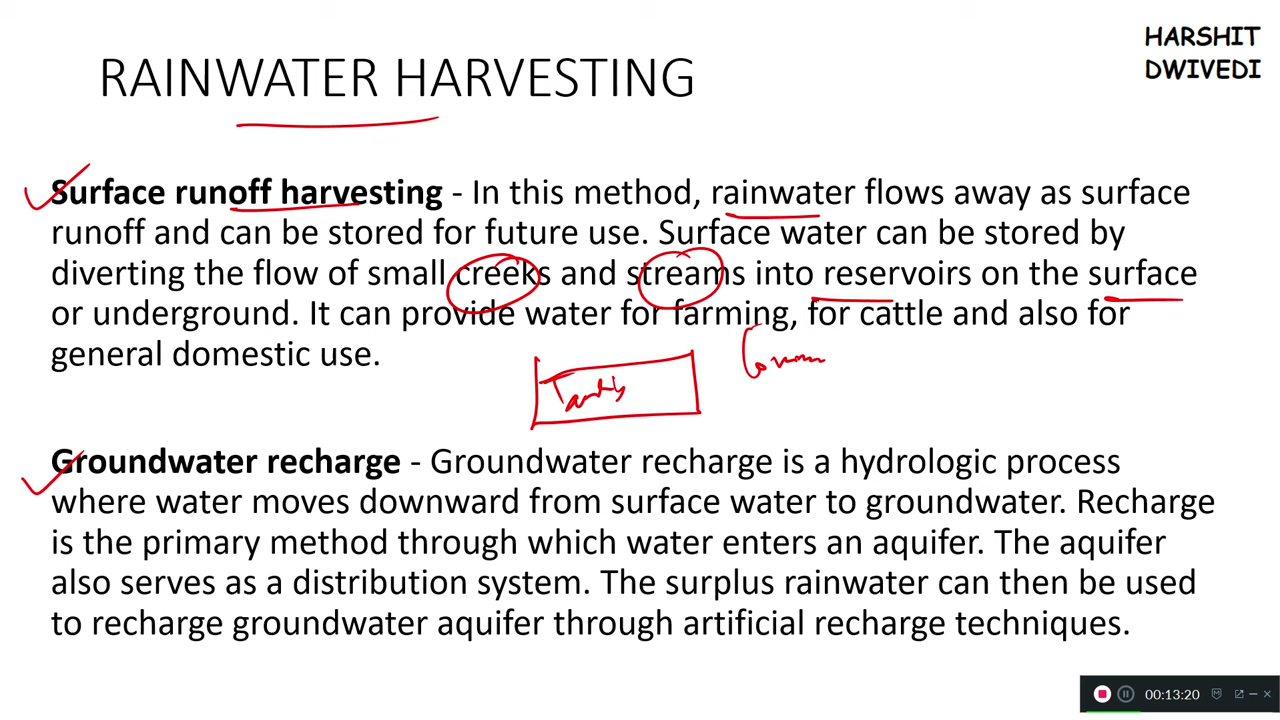 HARSHIT
DWIVEDI
RAINWATER HARVESTING
Surface runoff harvesting - In this method, rainwater flows away as surface
runoff and can be stored for future use. Surface water can be stored by
diverting the flow of small creeks and streams into reservoirs on the surface
or underground. It can provide water for farming, for cattle and also for
general domestic use.
Groundwater recharge - Groundwater recharge is a hydrologic process
where water moves downward from surface water to groundwater. Recharge
is the primary method through which water enters an aquifer. The aquifer
also serves as a distribution system. The surplus rainwater can then be used
to recharge groundwater aquifer through artificial recharge techniques.
00:13:20